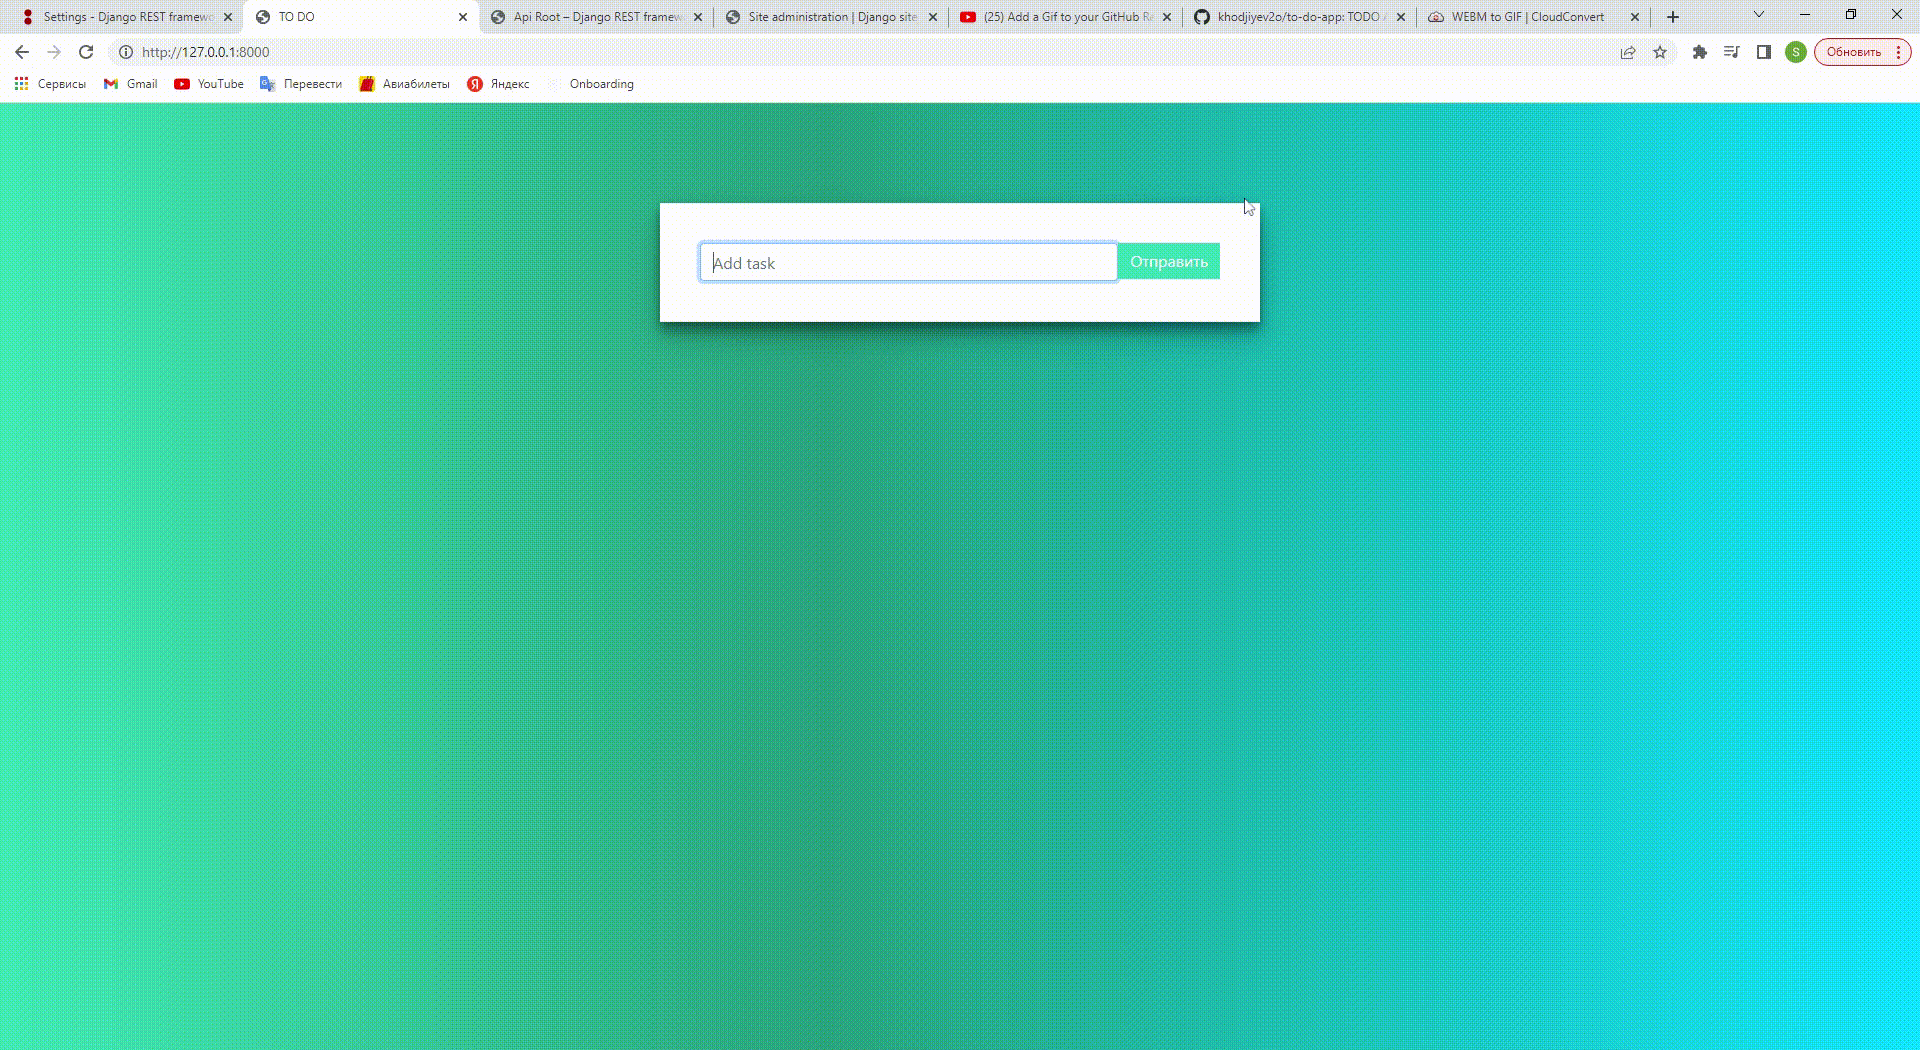 Settings - Django REST framewo
TO DO
Api Root – Django REST framew
Site administration | Django site
(25) Add a Gif to your GitHub Re
khodjiyev2o/to-do-app: TODO A
WEBM to GIF | CloudConvert
http://127.0.0.1:8000
S
Обновить
Сервисы
Gmail
YouTube
Перевести
Авиабилеты
Яндекс
Onboarding
Add task
Отправить